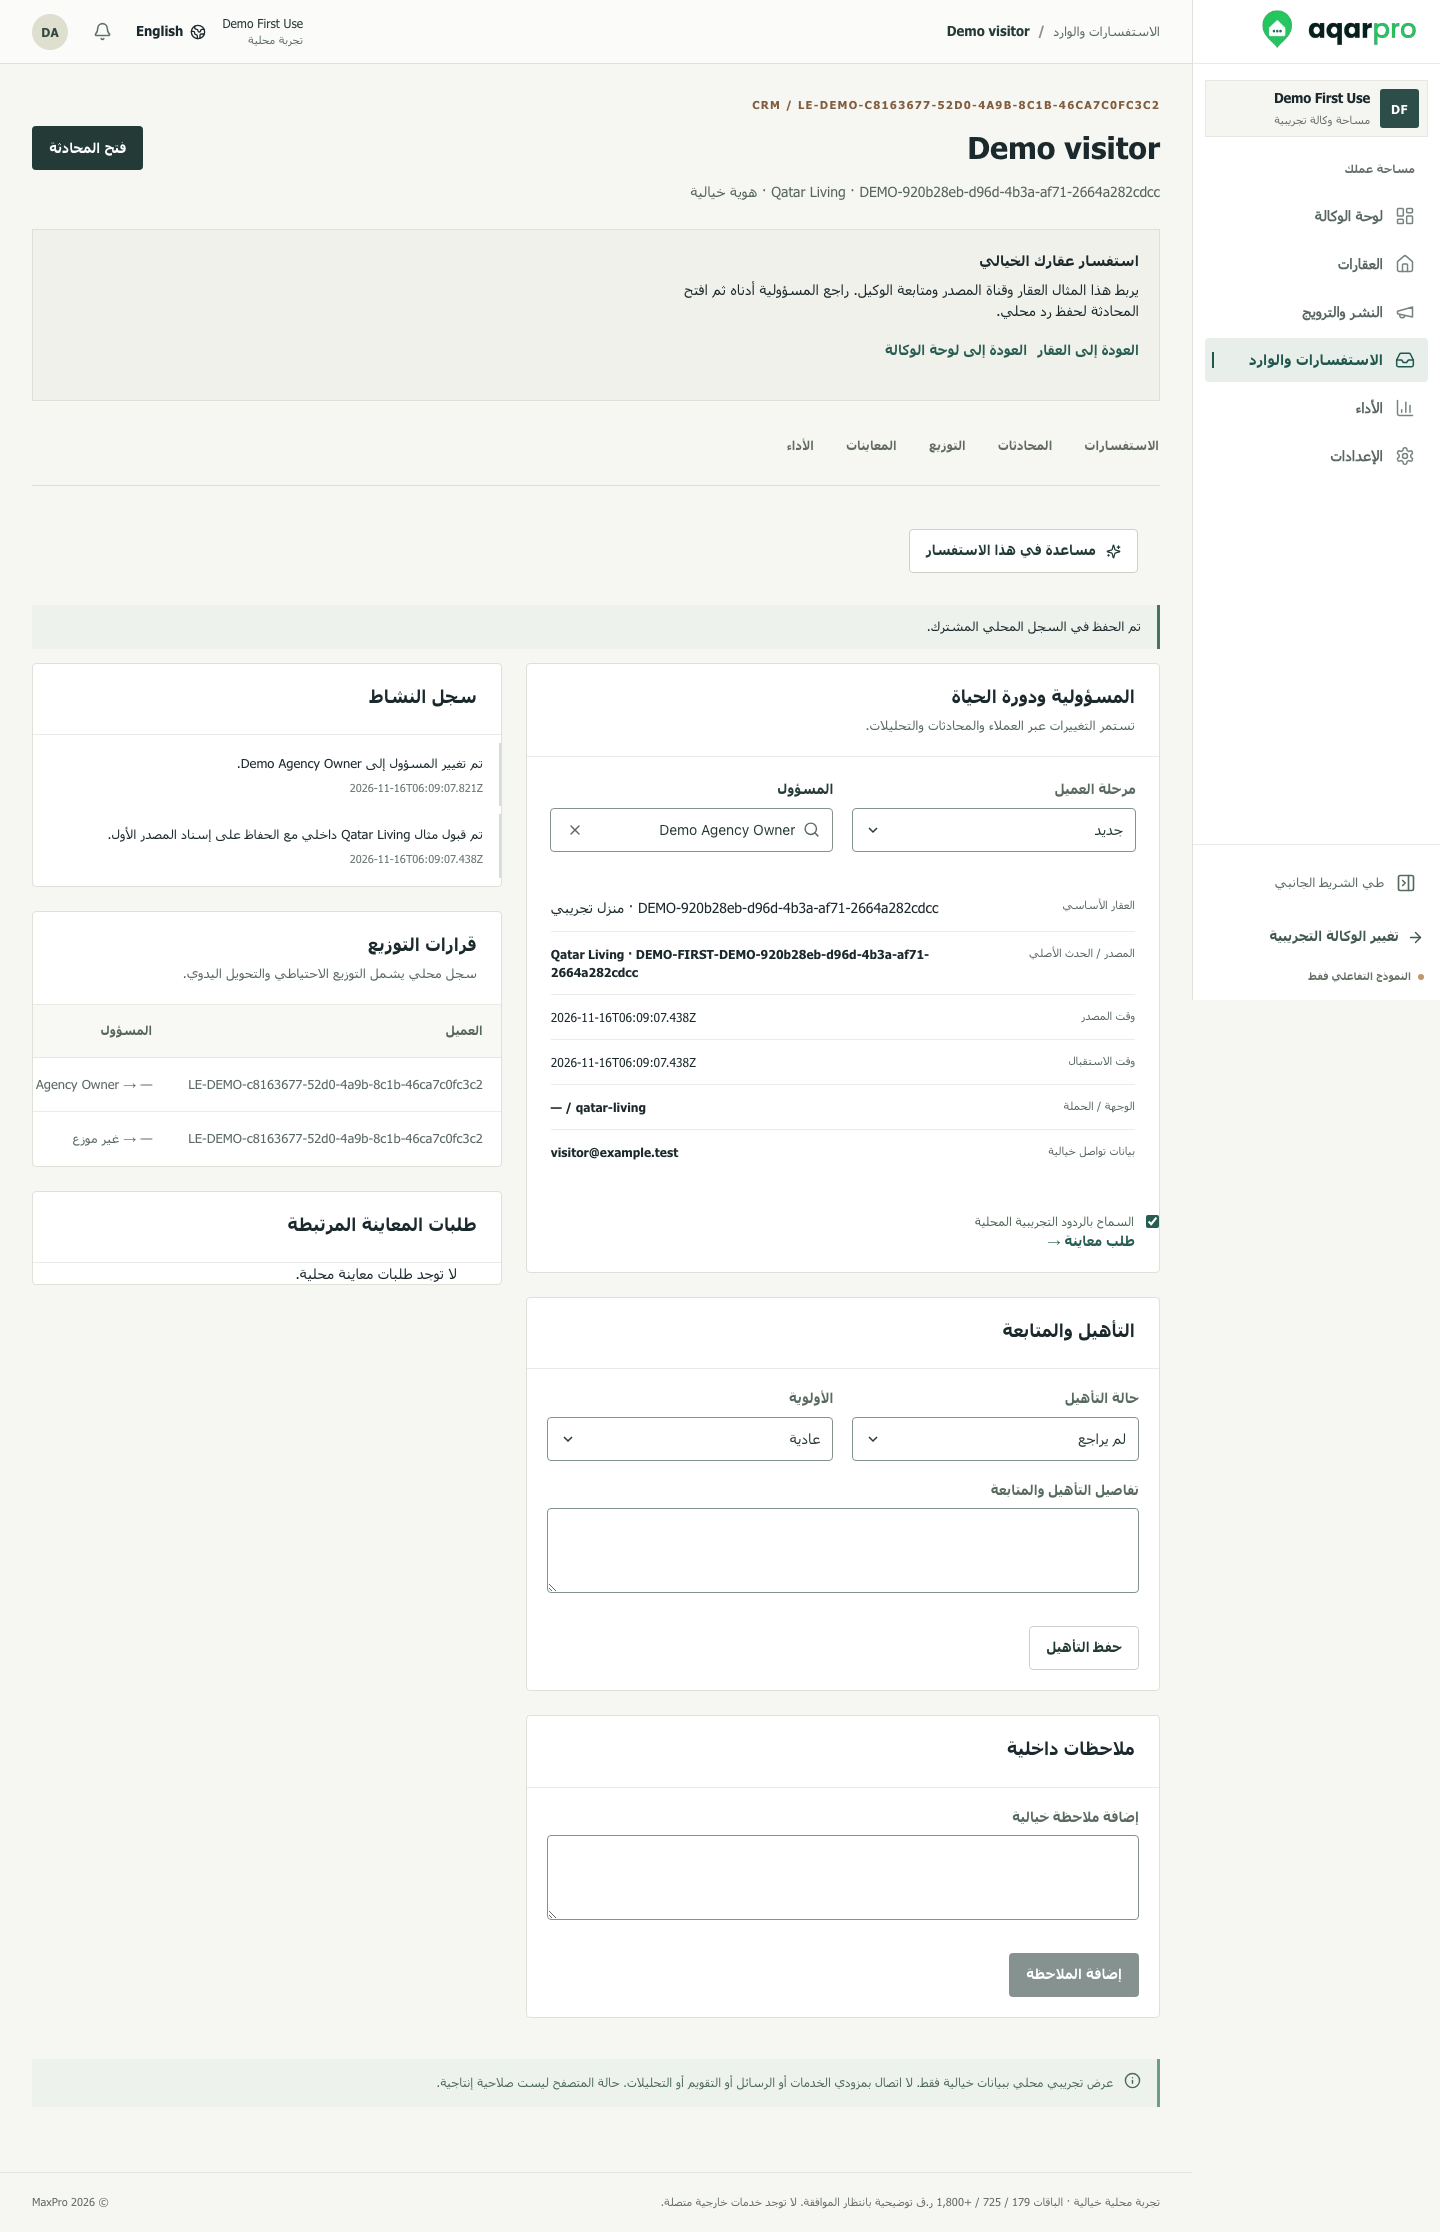 aqarpro
DF
Demo First Use
مساحة وكالة تجريبية
مساحة عملك
لوحة الوكالة
العقارات
النشر والترويج
الاستفسارات والوارد
الأداء
الإعدادات
طي الشريط الجانبي
تغيير الوكالة التجريبية
النموذج التفاعلي فقط
الاستفسارات والوارد / Demo visitor
Demo First Use
تجربة محلية
English
DA
CRM / LE-DEMO-C8163677-52D0-4A9B-8C1B-46CA7C0FC3C2
Demo visitor
DEMO-920b28eb-d96d-4b3a-af71-2664a282cdcc · Qatar Living · هوية خيالية
فتح المحادثة
استفسار عقارك الخيالي
يربط هذا المثال العقار وقناة المصدر ومتابعة الوكيل. راجع المسؤولية أدناه ثم افتح
المحادثة لحفظ رد محلي.
العودة إلى العقار العودة إلى لوحة الوكالة
الاستفسارات المحادثات التوزيع المعاينات الأداء
مساعدة في هذا الاستفسار
تم الحفظ في السجل المحلي المشترك.
المسؤولية ودورة الحياة
تستمر التغييرات عبر العملاء والمحادثات والتحليلات.
مرحلة العميل
جديد
المسؤول
Demo Agency Owner
العقار الأساسي
DEMO-920b28eb-d96d-4b3a-af71-2664a282cdcc · منزل تجريبي
المصدر / الحدث الأصلي
Qatar Living · DEMO-FIRST-DEMO-920b28eb-d96d-4b3a-af71-
2664a282cdcc
وقت المصدر
2026-11-16T06:09:07.438Z
وقت الاستقبال
2026-11-16T06:09:07.438Z
الوجهة / الحملة
— / qatar-living
بيانات تواصل خيالية
visitor@example.test
السماح بالردود التجريبية المحلية
طلب معاينة →
التأهيل والمتابعة
حالة التأهيل
لم يراجع
الأولوية
عادية
تفاصيل التأهيل والمتابعة
حفظ التأهيل
ملاحظات داخلية
إضافة ملاحظة خيالية
إضافة الملاحظة
سجل النشاط
تم تغيير المسؤول إلى Demo Agency Owner.
2026-11-16T06:09:07.821Z
تم قبول مثال Qatar Living داخلي مع الحفاظ على إسناد المصدر الأول.
2026-11-16T06:09:07.438Z
قرارات التوزيع
سجل محلي يشمل التوزيع الاحتياطي والتحويل اليدوي.
العميل المسؤول
LE-DEMO-c8163677-52d0-4a9b-8c1b-46ca7c0fc3c2 — → Agency Owner
LE-DEMO-c8163677-52d0-4a9b-8c1b-46ca7c0fc3c2 — → غير موزع
طلبات المعاينة المرتبطة
لا توجد طلبات معاينة محلية.
عرض تجريبي محلي ببيانات خيالية فقط. لا اتصال بمزودي الخدمات أو الرسائل أو التقويم أو التحليلات. حالة المتصفح ليست صلاحية إنتاجية.
تجربة محلية خيالية · الباقات 179 / 725 / +1,800 ر.ق توضيحية بانتظار الموافقة. لا توجد خدمات خارجية متصلة.
© 2026 MaxPro